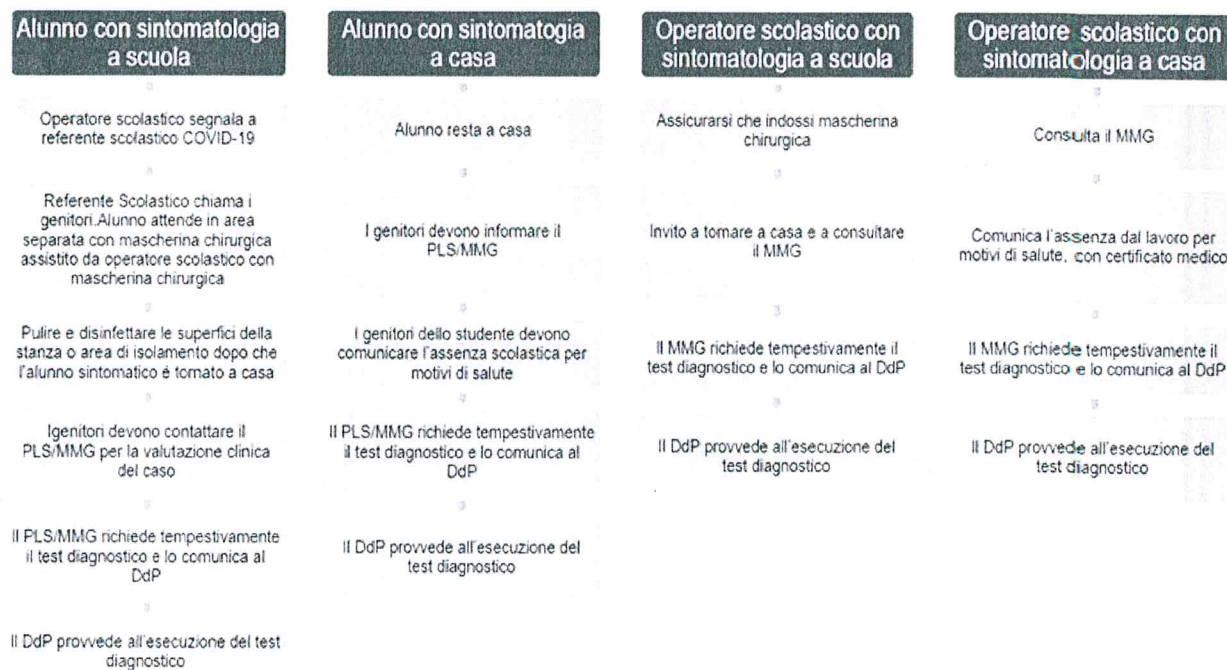 Alunno con sintomatologia
a scuola
Operatore scolastico segnala a
referente scolastico COVID-19
Referente Scolastico chiama i
genitori.Alunno attende in area
separata con mascherina chirurgica
assistito da operatore scolastico con
mascherina chirurgica
Pulire e disinfettare le superfici della
stanza o area di isolamento dopo che
l'alunno sintomatico é tornato a casa
Igenitori devono contattare il
PLS/MMG per la valutazione clinica
del caso
Il PLS/MMG richiede tempestivamente
il test diagnostico e lo comunica al
DdP
Il DdP provvede all'esecuzione del test
diagnostico
Alunno con sintomatogia
a casa
Alunno resta a casa
I genitori devono informare il
PLS/MMG
I genitori dello studente devono
comunicare l'assenza scolastica per
motivi di salute
Il PLS/MMG richiede tempestivamente
il test diagnostico e lo comunica al
DdP
Il DdP provvede all'esecuzione del
test diagnostico
Operatore scolastico con
sintomatologia a scuola
Assicurarsi che indossi mascherina
chirurgica
Invito a tornare a casa e a consultare
il MMG
Il MMG richiede tempestivamente il
test diagnostico e lo comunica al DdP
Il DdP provvede all'esecuzione del
test diagnostico
Operatore scolastico con
sintomatologia a casa
Consulta il MMG
Comunica l'assenza dal lavoro per
motivi di salute, con certificato medico
Il MMG richiede tempestivamente il
test diagnostico e lo comunica al DdP
Il DdP provvede all'esecuzione del
test diagnostico